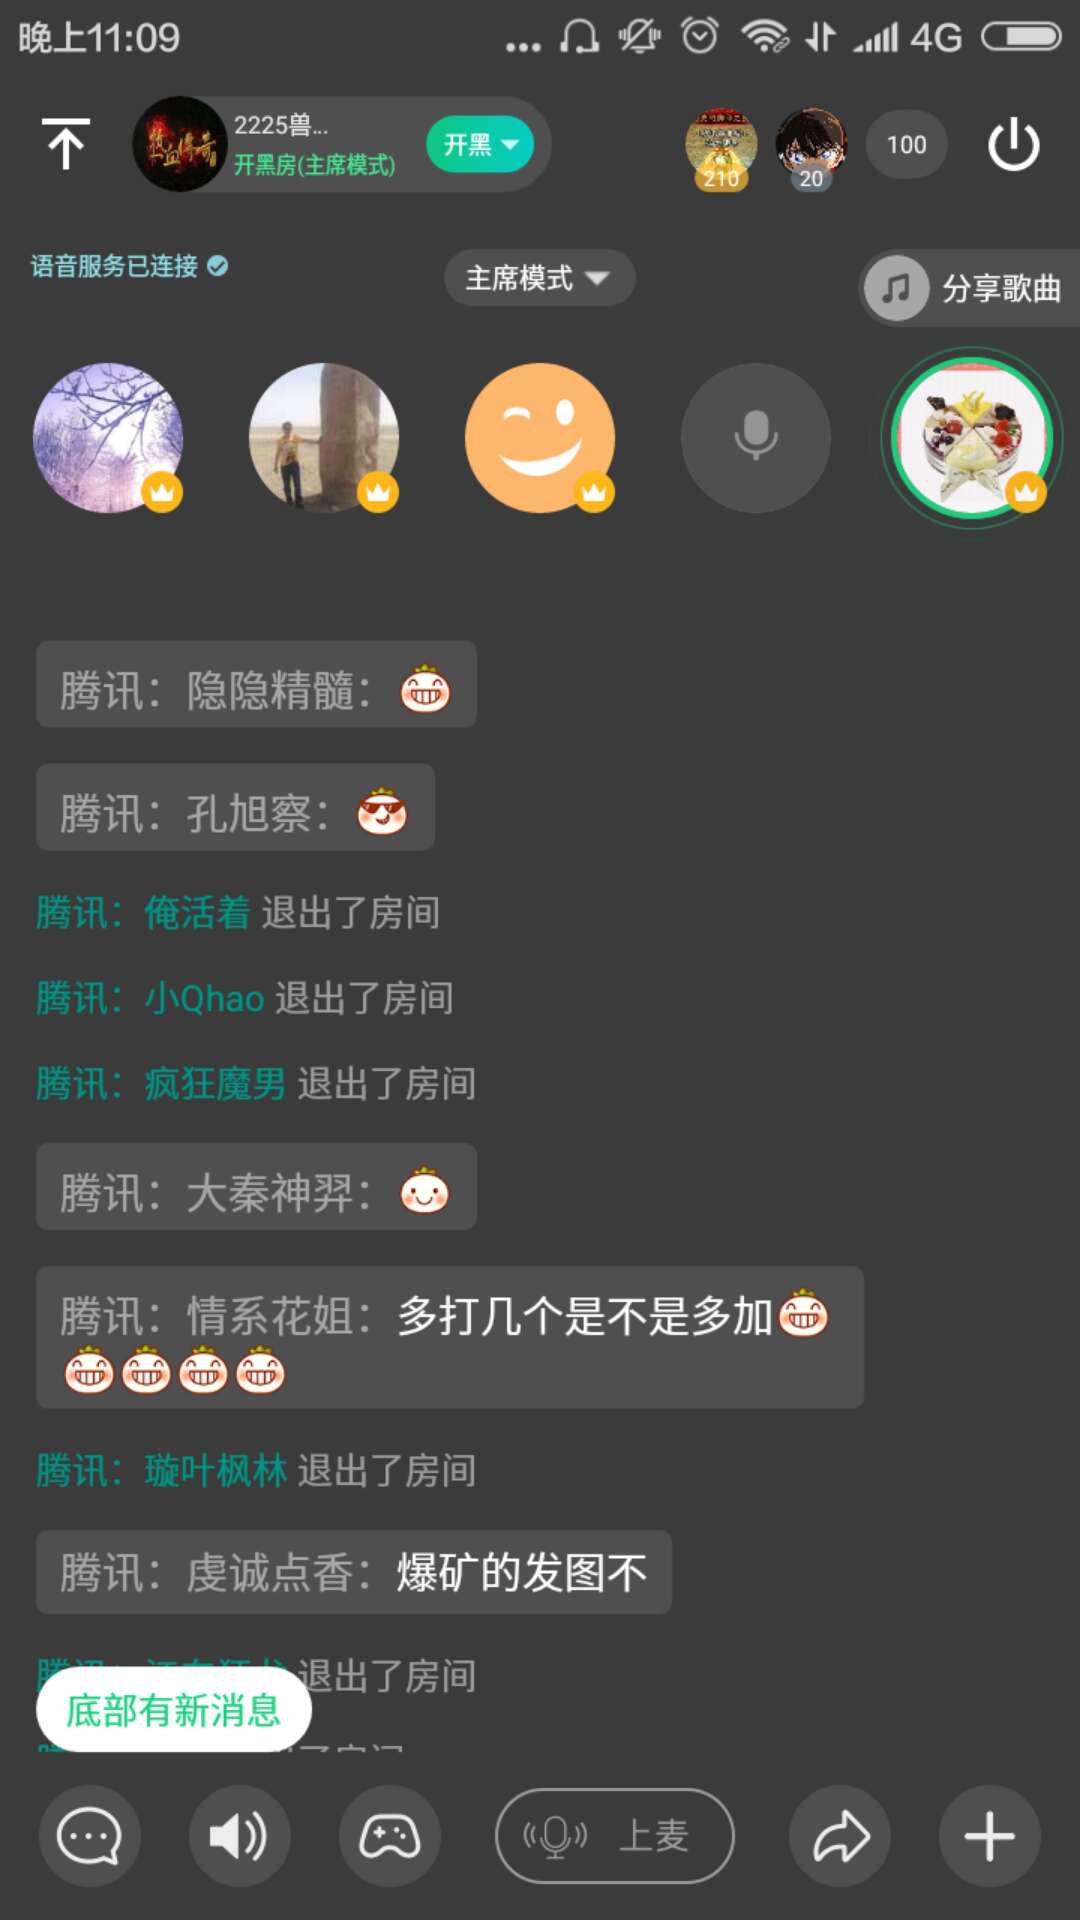 晚上11:09
4G
2225兽...
开黑房(主席模式)
开黑
210
20
100
语音服务已连接
主席模式
分享歌曲
腾讯：隐隐精髓：
腾讯：孔旭察：
腾讯：俺活着 退出了房间
腾讯：小Qhao 退出了房间
腾讯：疯狂魔男 退出了房间
腾讯：大秦神羿：
腾讯：情系花姐：多打几个是不是多加
腾讯：璇叶枫林 退出了房间
腾讯：虔诚点香：爆矿的发图不
退出了房间
底部有新消息
上麦